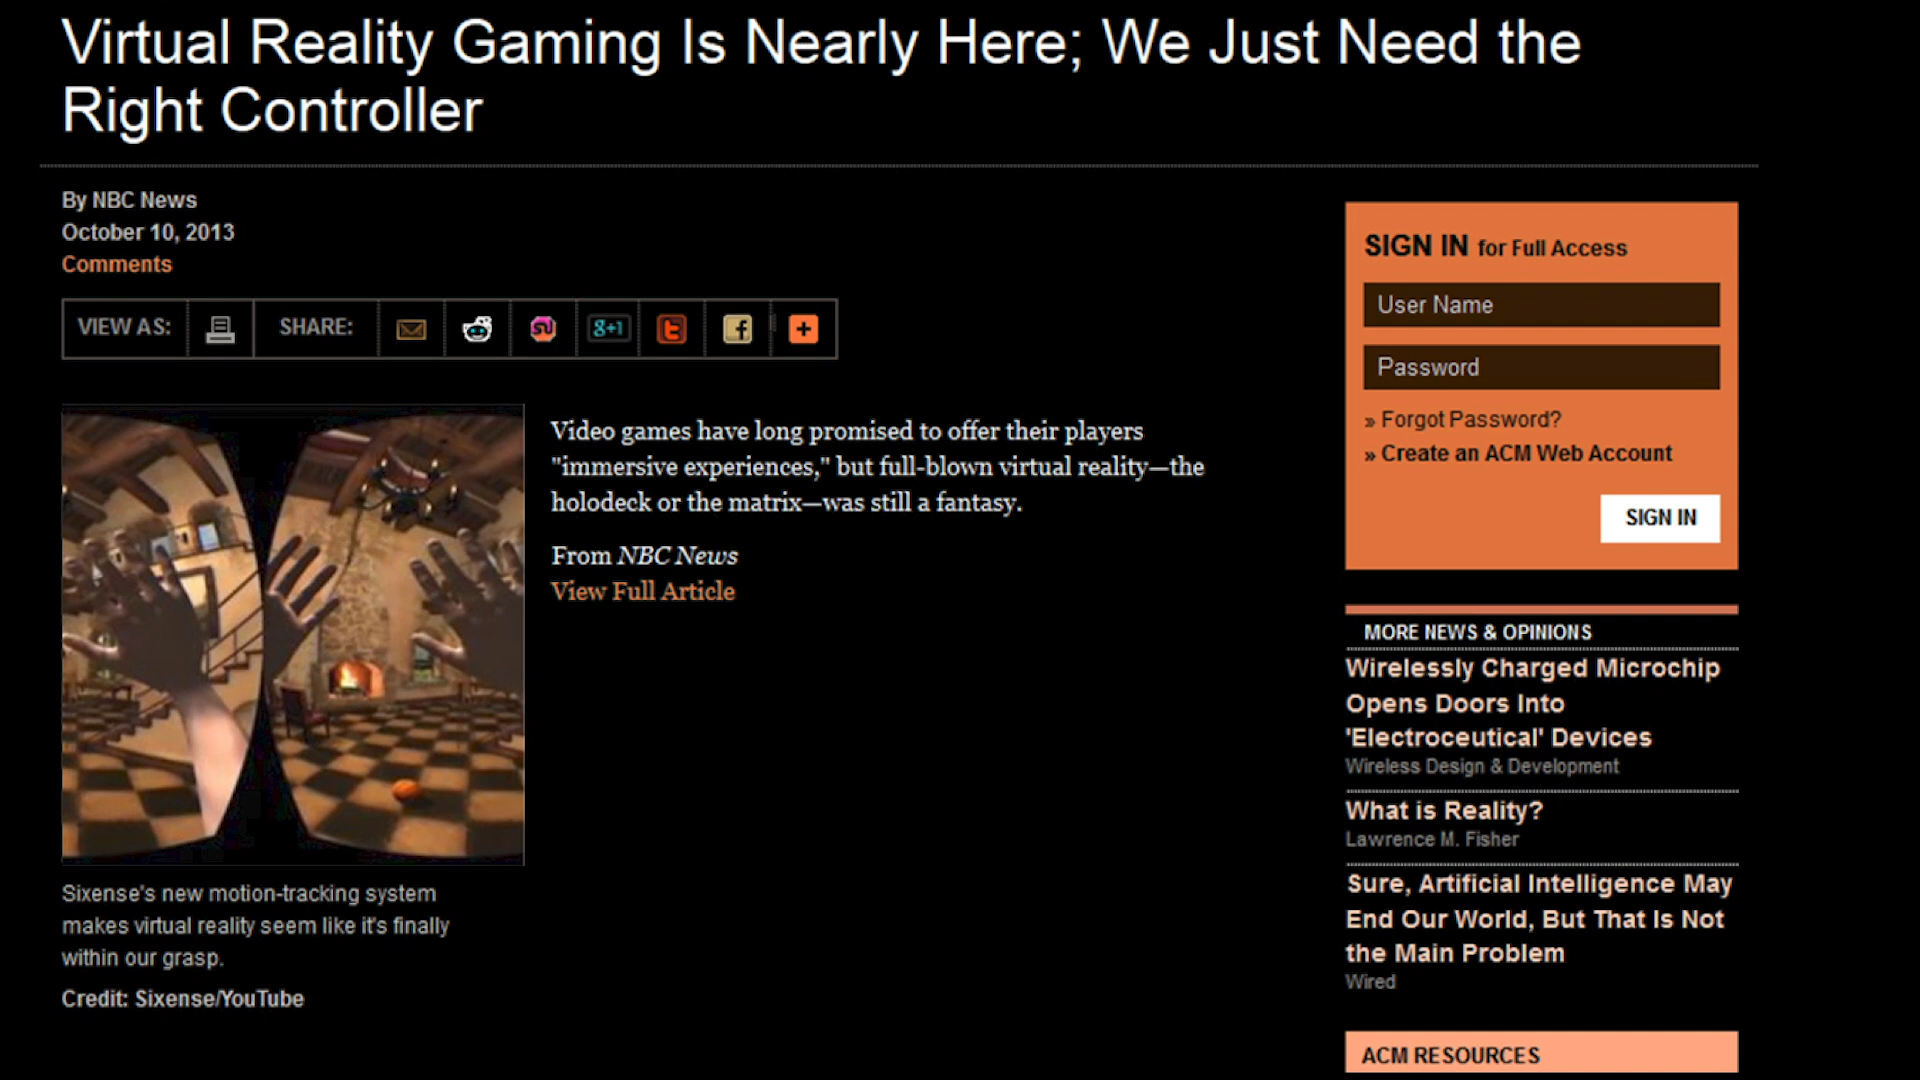 Virtual Reality Gaming Is Nearly Here; We Just Need the
Right Controller
By NBC News
October 10, 2013
Comments
VIEW AS:
SHARE:
g+1
Video games have long promised to offer their players
"immersive experiences," but full-blown virtual reality—the
holodeck or the matrix—was still a fantasy.
From NBC News
View Full Article
Sixense's new motion-tracking system
makes virtual reality seem like it's finally
within our grasp.
Credit: Sixense/YouTube
SIGN IN for Full Access
User Name
Password
» Forgot Password?
» Create an ACM Web Account
SIGN IN
MORE NEWS & OPINIONS
Wirelessly Charged Microchip
Opens Doors Into
'Electroceutical' Devices
Wireless Design & Development
What is Reality?
Lawrence M. Fisher
Sure, Artificial Intelligence May
End Our World, But That Is Not
the Main Problem
Wired
ACM RESOURCES